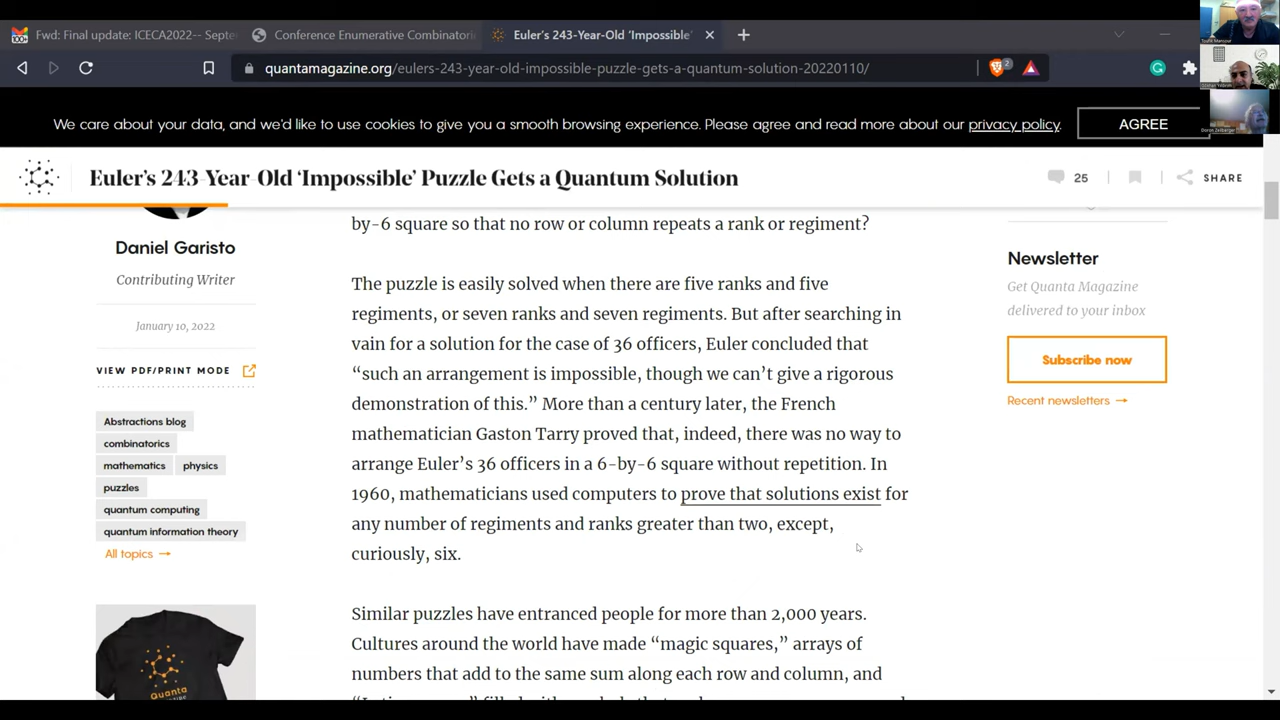 Fwd: Final update: ICECA2022-- Septe
Conference Enumerative Combinatori
Euler's 243-Year-Old ‘Impossible’
quantamagazine.org/eulers-243-year-old-impossible-puzzle-gets-a-quantum-solution-20220110/
2
We care about your data, and we'd like to use cookies to give you a smooth browsing experience. Please agree and read more about our privacy policy.
AGREE
Euler’s 243-Year-Old ‘Impossible’ Puzzle Gets a Quantum Solution
25
SHARE
Daniel Garisto
Contributing Writer
January 10, 2022
VIEW PDF/PRINT MODE
Abstractions blog
combinatorics
mathematics
physics
puzzles
quantum computing
quantum information theory
All topics →
Quanta
by-6 square so that no row or column repeats a rank or regiment?
The puzzle is easily solved when there are five ranks and five
regiments, or seven ranks and seven regiments. But after searching in
vain for a solution for the case of 36 officers, Euler concluded that
“such an arrangement is impossible, though we can’t give a rigorous
demonstration of this.” More than a century later, the French
mathematician Gaston Tarry proved that, indeed, there was no way to
arrange Euler’s 36 officers in a 6-by-6 square without repetition. In
1960, mathematicians used computers to prove that solutions exist for
any number of regiments and ranks greater than two, except,
curiously, six.
Similar puzzles have entranced people for more than 2,000 years.
Cultures around the world have made “magic squares,” arrays of
numbers that add to the same sum along each row and column, and
Newsletter
Get Quanta Magazine
delivered to your inbox
Subscribe now
Recent newsletters →